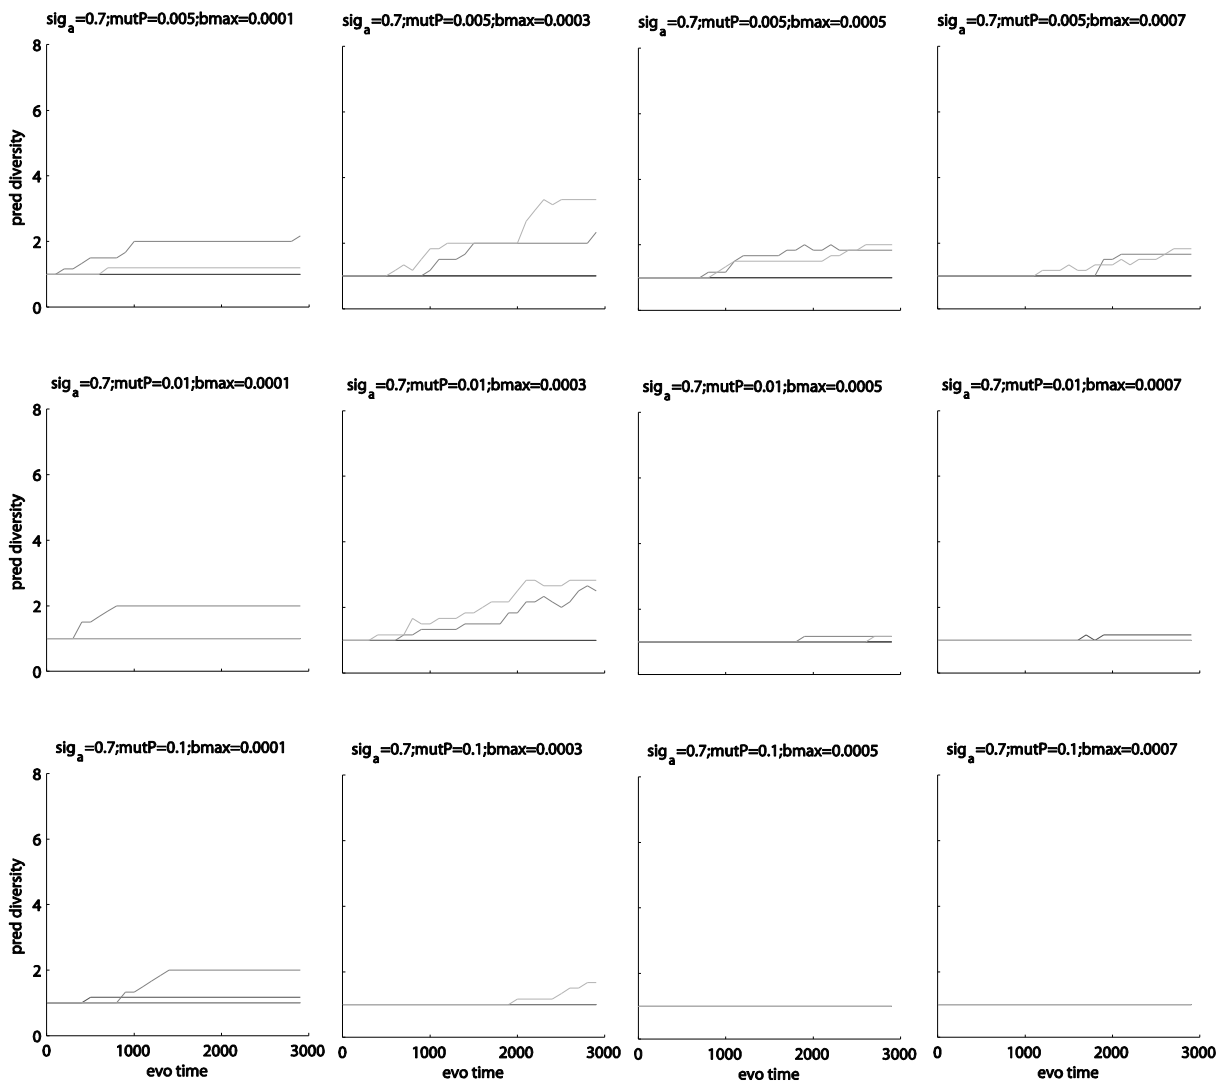 sig_a=0.7;mutP=0.005;bmax=0.0001
sig_a=0.7;mutP=0.005;bmax=0.0003
sig_a=0.7;mutP=0.005;bmax=0.0005
sig_a=0.7;mutP=0.005;bmax=0.0007
8
6
4
2
0
pred diversity
0
1000
2000
3000
sig_a=0.7;mutP=0.01;bmax=0.0001
sig_a=0.7;mutP=0.01;bmax=0.0003
sig_a=0.7;mutP=0.01;bmax=0.0005
sig_a=0.7;mutP=0.01;bmax=0.0007
8
6
4
2
0
pred diversity
sig_a=0.7;mutP=0.1;bmax=0.0001
sig_a=0.7;mutP=0.1;bmax=0.0003
sig_a=0.7;mutP=0.1;bmax=0.0005
sig_a=0.7;mutP=0.1;bmax=0.0007
8
6
4
2
0
pred diversity
0 1000 2000 3000
evo time
0 1000 2000 3000
evo time
0 1000 2000 3000
evo time
0 1000 2000 3000
evo time